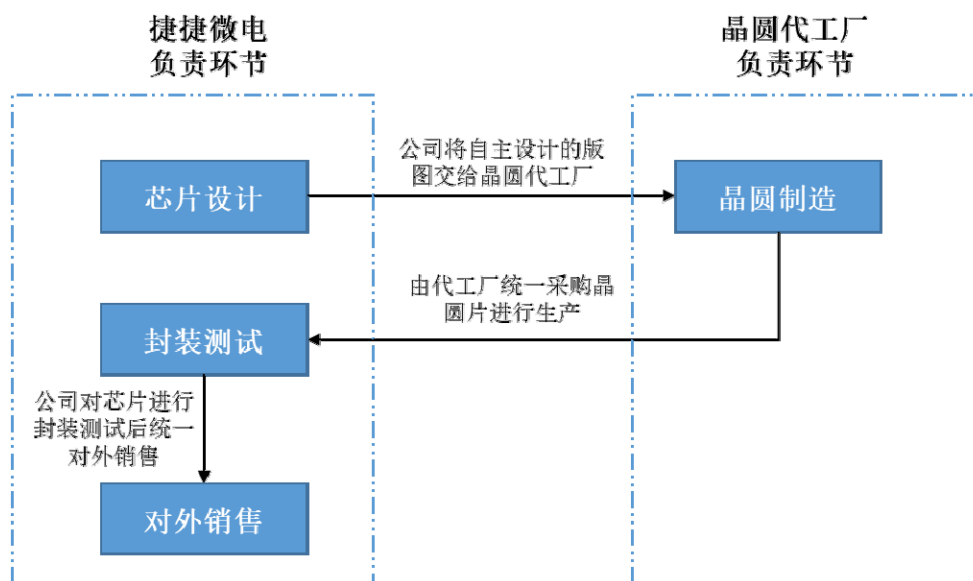 捷捷微电
负责环节
晶圆代工厂
负责环节
公司将自主设计的版
图交给晶圆代工厂
芯片设计
晶圆制造
由代工厂统一采购晶
圆片进行生产
封装测试
公司对芯片进行
封装测试后统一
对外销售
对外销售